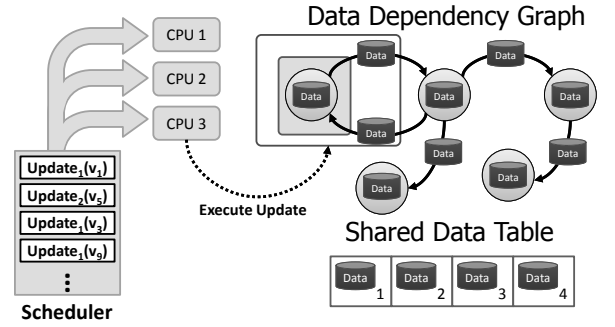 Data Dependency Graph
CPU 1
CPU 2
CPU 3
Data
Data
Data
Data
Data
Data
Data
Data
Data
Data
Update₁(v₁)
Update₂(v₅)
Update₁(v₃)
Update₁(v₉)
⋮
Scheduler
Execute Update
Shared Data Table
Data 1
Data 2
Data 3
Data 4